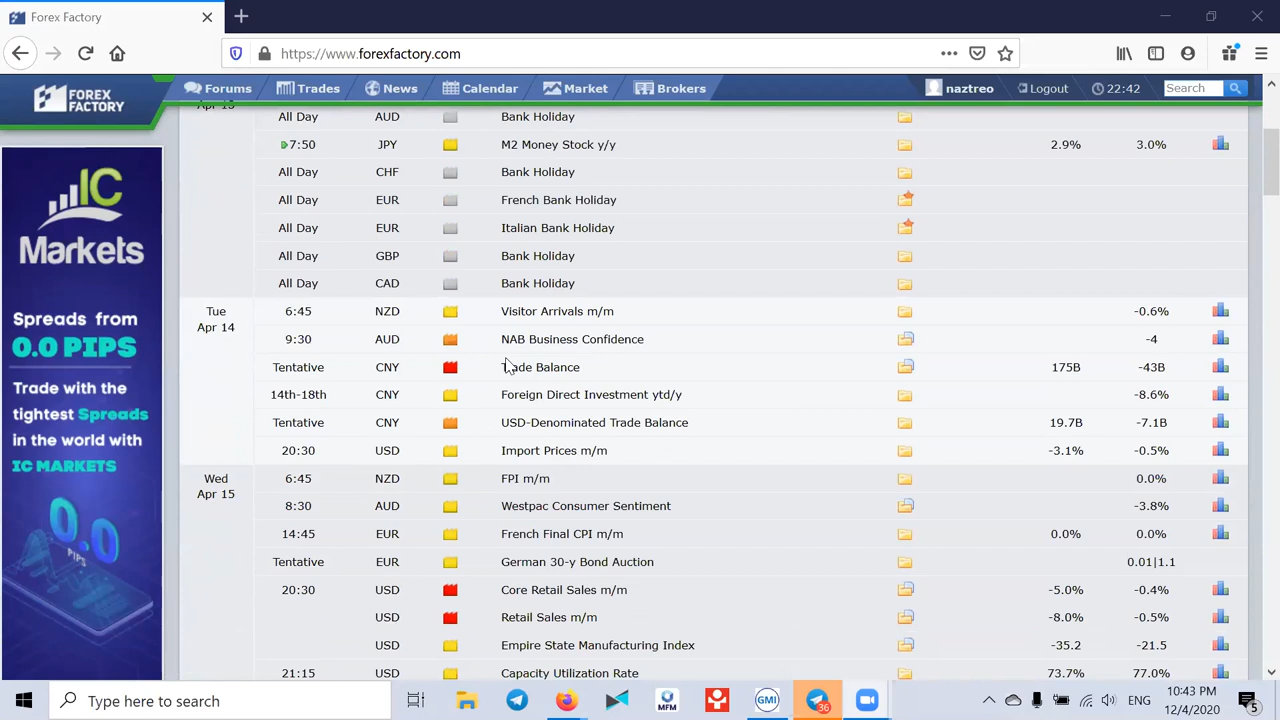 Forex Factory
https://www.forexfactory.com
FOREX FACTORY
Forums Trades News Calendar Market Brokers naztreo Logout 22:42 Search
All Day AUD Bank Holiday
7:50 JPY M2 Money Stock y/y 2.9% 3.0%
All Day CHF Bank Holiday
All Day EUR French Bank Holiday
All Day EUR Italian Bank Holiday
All Day GBP Bank Holiday
All Day CAD Bank Holiday
Tue Apr 14 6:45 NZD Visitor Arrivals m/m -0.6%
9:30 AUD NAB Business Confidence -4
Tentative CNY Trade Balance 175B -43B
14th-18th CNY Foreign Direct Investment ytd/y -8.6%
Tentative CNY USD-Denominated Trade Balance 19.7B -7.1B
20:30 USD Import Prices m/m -3.1% -0.5%
Wed Apr 15 6:45 NZD FPI m/m 0.0%
8:30 AUD Westpac Consumer Sentiment -3.8%
14:45 EUR French Final CPI m/m 0.0% 0.0%
Tentative EUR German 30-y Bond Auction 0.01|1.1
20:30 USD Core Retail Sales m/m -5.0% -0.4%
USD Retail Sales m/m -8.0% -0.5%
USD Empire State Manufacturing Index -35.2 -21.5
21:15 USD Capacity Utilization Rate 73.7% 77.0%
IC
Markets
Spreads from
0.0 PIPS
Trade with the
tightest Spreads
in the world with
IC MARKETS
0.0
PIPS
Type here to search
MFM
GMI
36
ENG
10:43 PM
12/4/2020
5